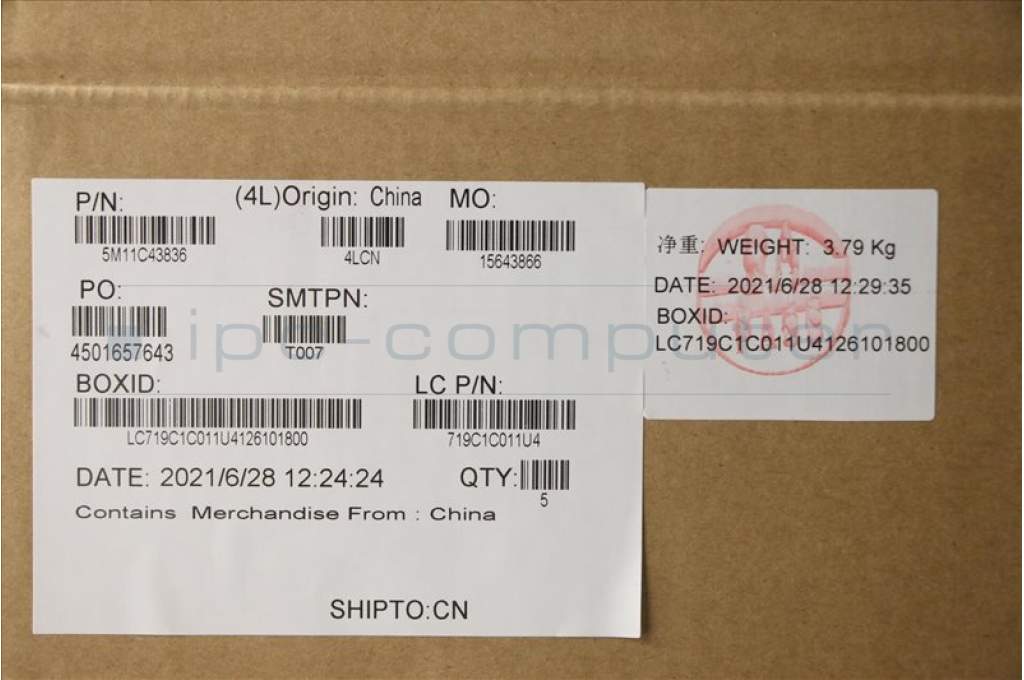 P/N: (4L)Origin: China MO:
5M11C43836 4LCN 15643866
PO: SMTPN:
4501657643 T007
BOXID: LC P/N:
LC719C1C011U4126101800 719C1C011U4
DATE: 2021/6/28 12:24:24 QTY:
5
Contains Merchandise From : China
SHIPTO:CN
净重: WEIGHT: 3.79 Kg
DATE: 2021/6/28 12:29:35
BOXID:
LC719C1C011U4126101800
ipc-computer